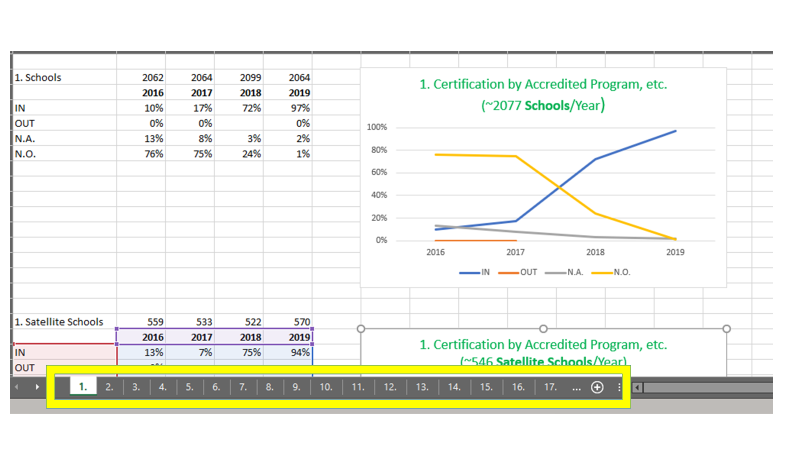 1. Schools 2062 2064 2099 2064
2016 2017 2018 2019
IN 10% 17% 72% 97%
OUT 0% 0% 0%
N.A. 13% 8% 3% 2%
N.O. 76% 75% 24% 1%
1. Certification by Accredited Program, etc.
(~2077 Schools/Year)
100%
80%
60%
40%
20%
0%
2016 2017 2018 2019
IN OUT N.A. N.O.
1. Satellite Schools 559 533 522 570
2016 2017 2018 2019
IN 13% 7% 75% 94%
OUT
1. Certification by Accredited Program, etc.
(~546 Satellite Schools/Year)
1. 2. 3. 4. 5. 6. 7. 8. 9. 10. 11. 12. 13. 14. 15. 16. 17. ...